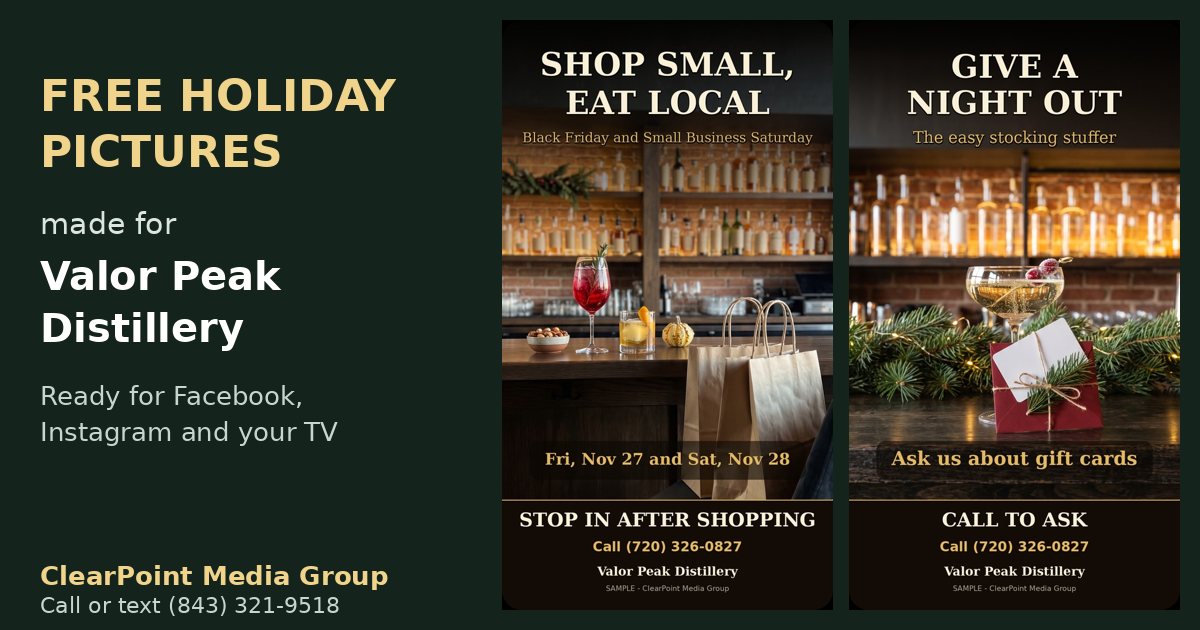 FREE HOLIDAY
PICTURES
made for
Valor Peak
Distillery
Ready for Facebook,
Instagram and your TV
ClearPoint Media Group
Call or text (843) 321-9518
SHOP SMALL,
EAT LOCAL
Black Friday and Small Business Saturday
Fri, Nov 27 and Sat, Nov 28
STOP IN AFTER SHOPPING
Call (720) 326-0827
Valor Peak Distillery
SAMPLE - ClearPoint Media Group
GIVE A
NIGHT OUT
The easy stocking stuffer
Ask us about gift cards
CALL TO ASK
Call (720) 326-0827
Valor Peak Distillery
SAMPLE - ClearPoint Media Group